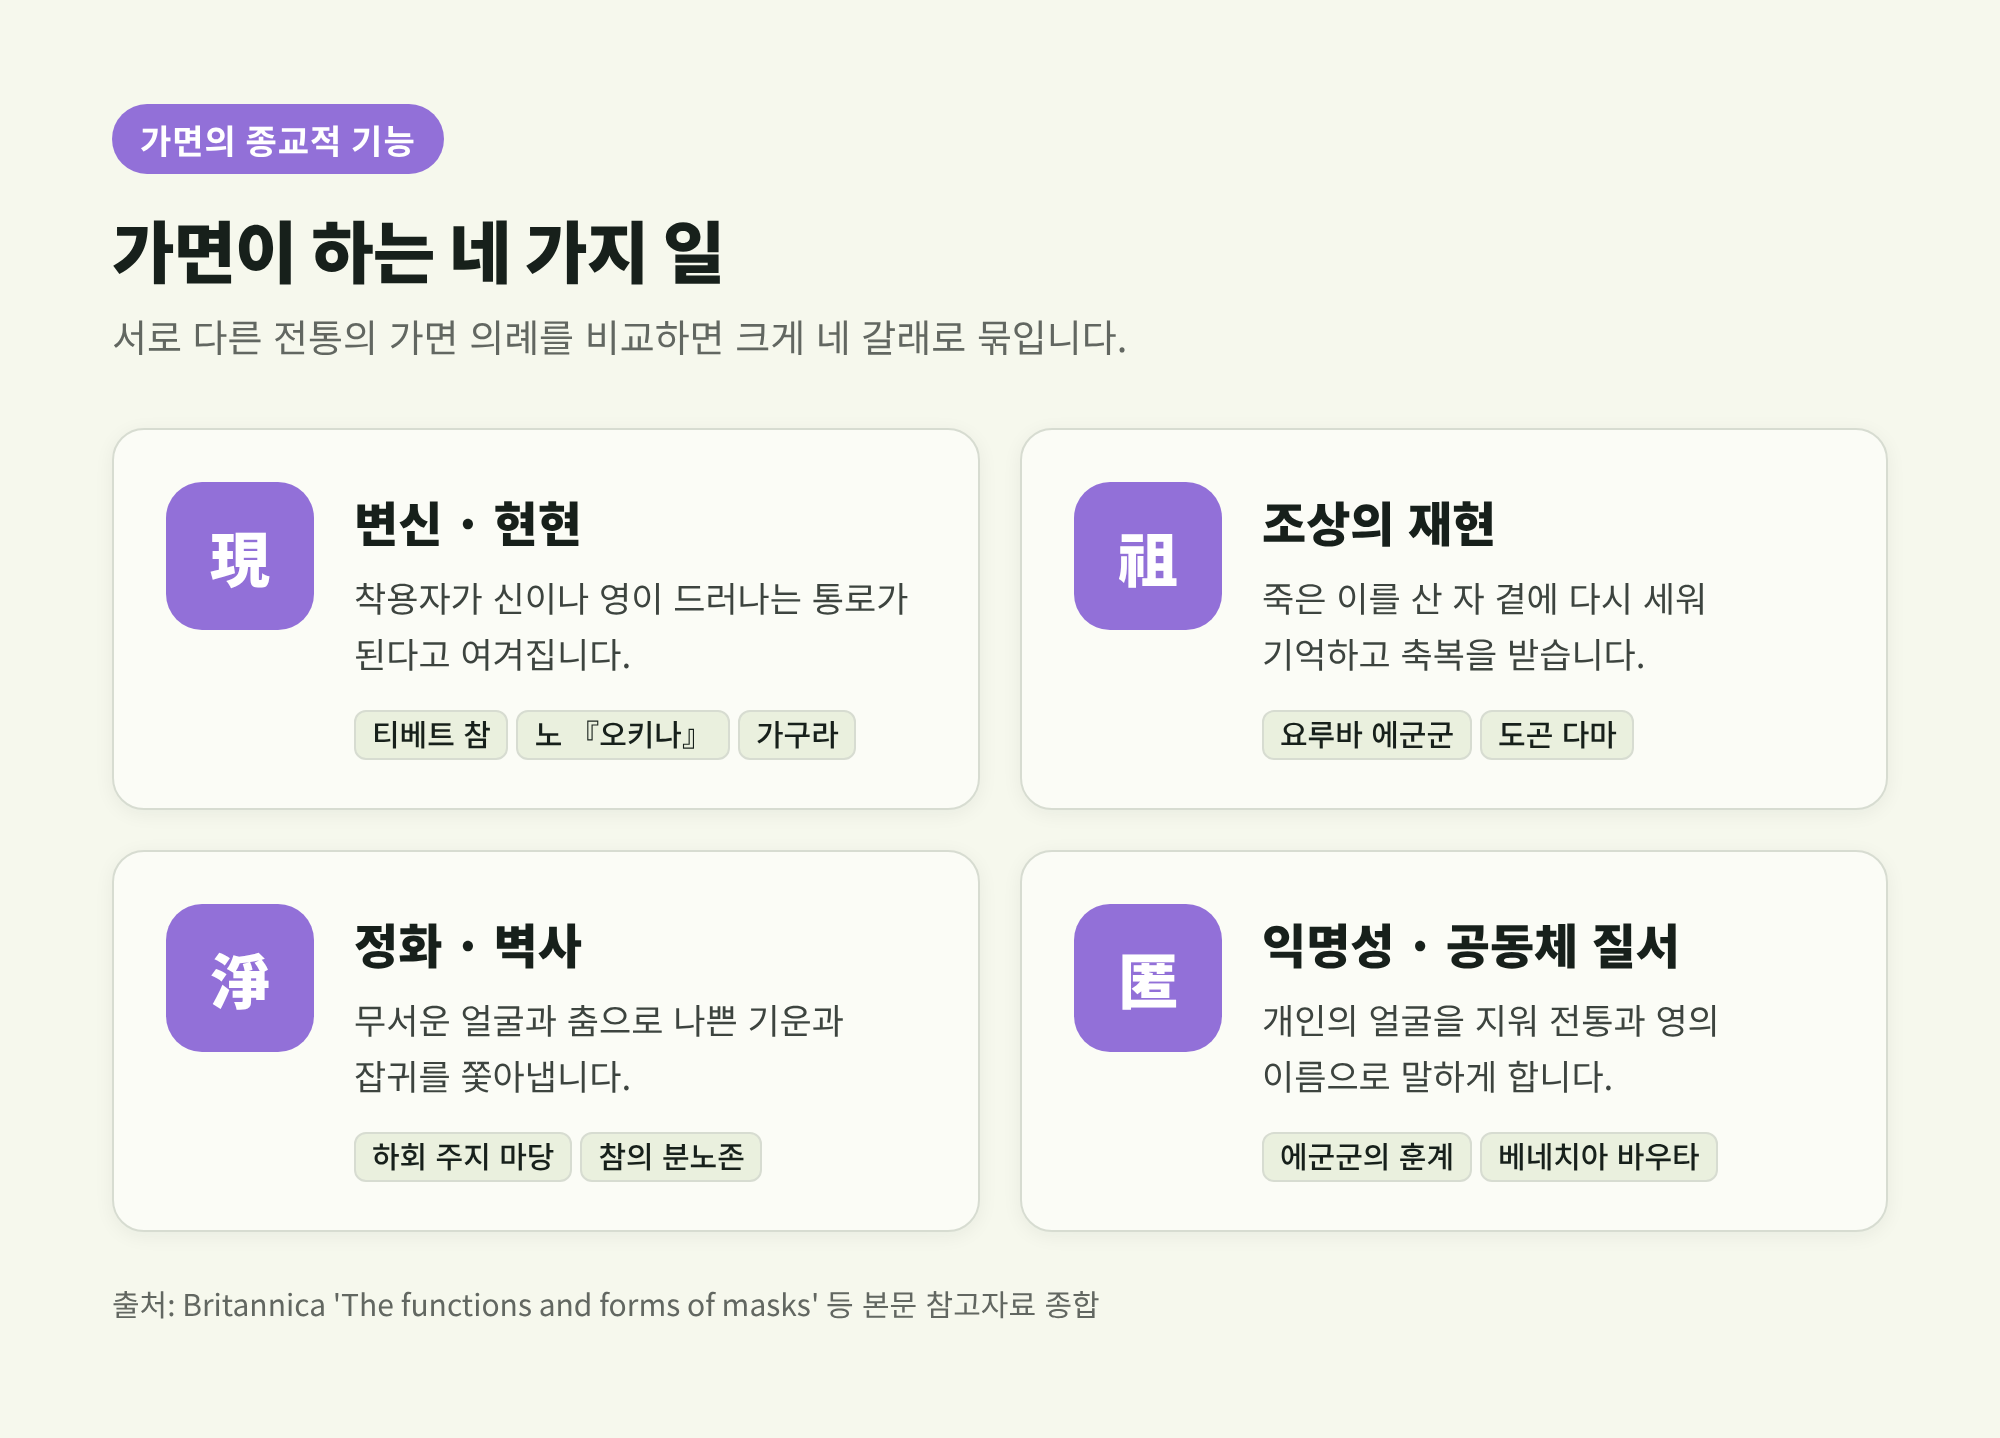 가면의 종교적 기능
가면이 하는 네 가지 일
서로 다른 전통의 가면 의례를 비교하면 크게 네 갈래로 묶입니다.
現
변신 · 현현
착용자가 신이나 영이 드러나는 통로가
된다고 여겨집니다.
티베트 참 노 『오키나』 가구라
祖
조상의 재현
죽은 이를 산 자 곁에 다시 세워
기억하고 축복을 받습니다.
요루바 에군군 도곤 다마
淨
정화 · 벽사
무서운 얼굴과 춤으로 나쁜 기운과
잡귀를 쫓아냅니다.
하회 주지 마당 참의 분노존
匿
익명성 · 공동체 질서
개인의 얼굴을 지워 전통과 영의
이름으로 말하게 합니다.
에군군의 훈계 베네치아 바우타
출처: Britannica 'The functions and forms of masks' 등 본문 참고자료 종합